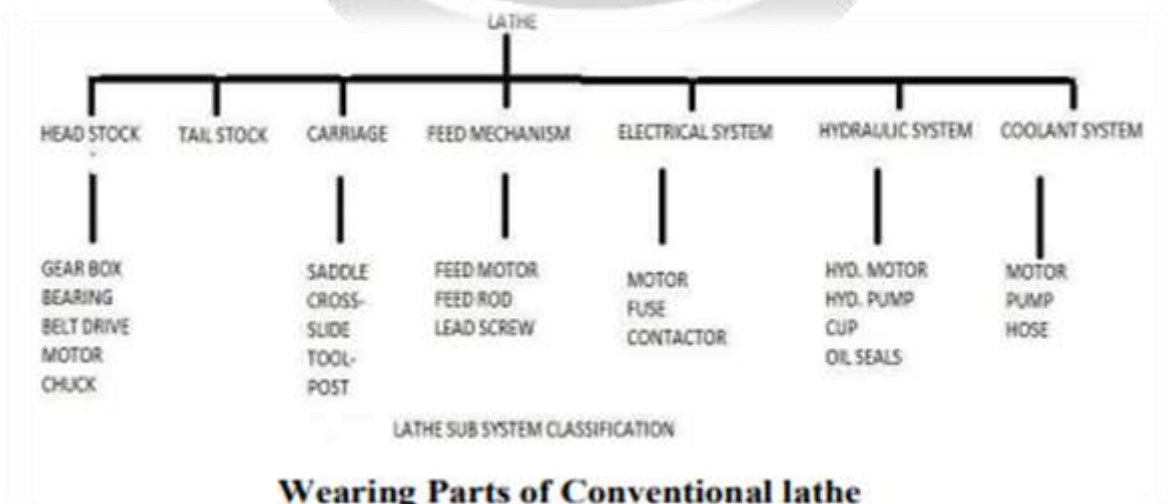 LATHE
HEAD STOCK TAIL STOCK CARRIAGE FEED MECHANISM ELECTRICAL SYSTEM HYDRAULIC SYSTEM COOLANT SYSTEM
GEAR BOX
BEARING
BELT DRIVE
MOTOR
CHUCK
SADDLE
CROSS-
SLIDE
TOOL-
POST
FEED MOTOR
FEED ROD
LEAD SCREW
MOTOR
FUSE
CONTACTOR
HYD. MOTOR
HYD. PUMP
CUP
OIL SEALS
MOTOR
PUMP
HOSE
LATHE SUB SYSTEM CLASSIFICATION
Wearing Parts of Conventional lathe